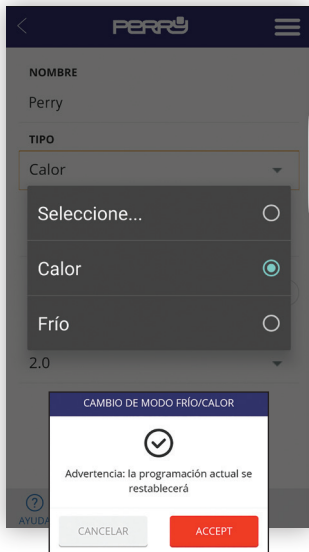 PERRY
NOMBRE
Perry
TIPO
Calor
Seleccione...
Calor
Frío
2.0
CAMBIO DE MODO FRÍO/CALOR
Advertencia: la programación actual se
restablecerá
AYUDA
CANCELAR
ACCEPT